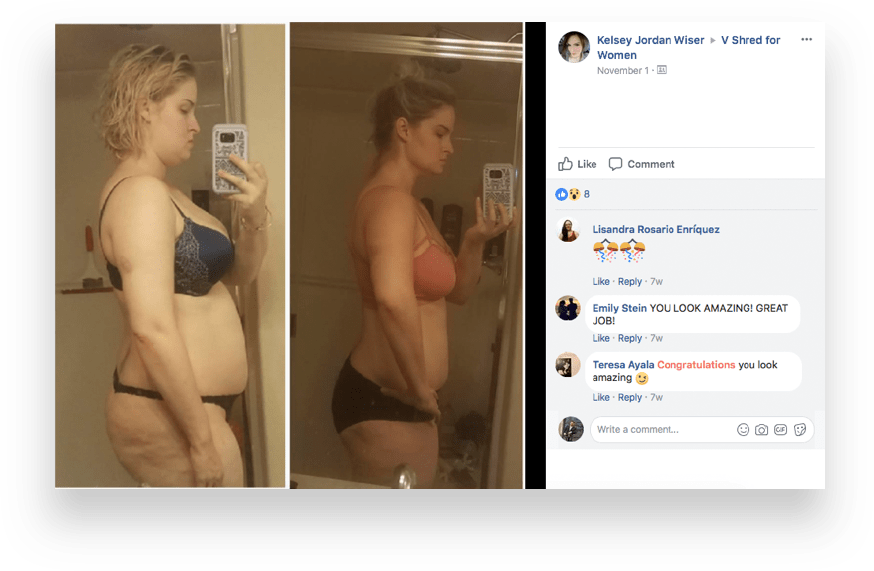 Kelsey Jordan Wiser ▸ V Shred for
Women
November 1 ·
Like Comment
8
Lisandra Rosario Enríquez
Like · Reply · 7w
Emily Stein YOU LOOK AMAZING! GREAT
JOB!
Like · Reply · 7w
Teresa Ayala Congratulations you look
amazing
Like · Reply · 7w
Write a comment...
GIF